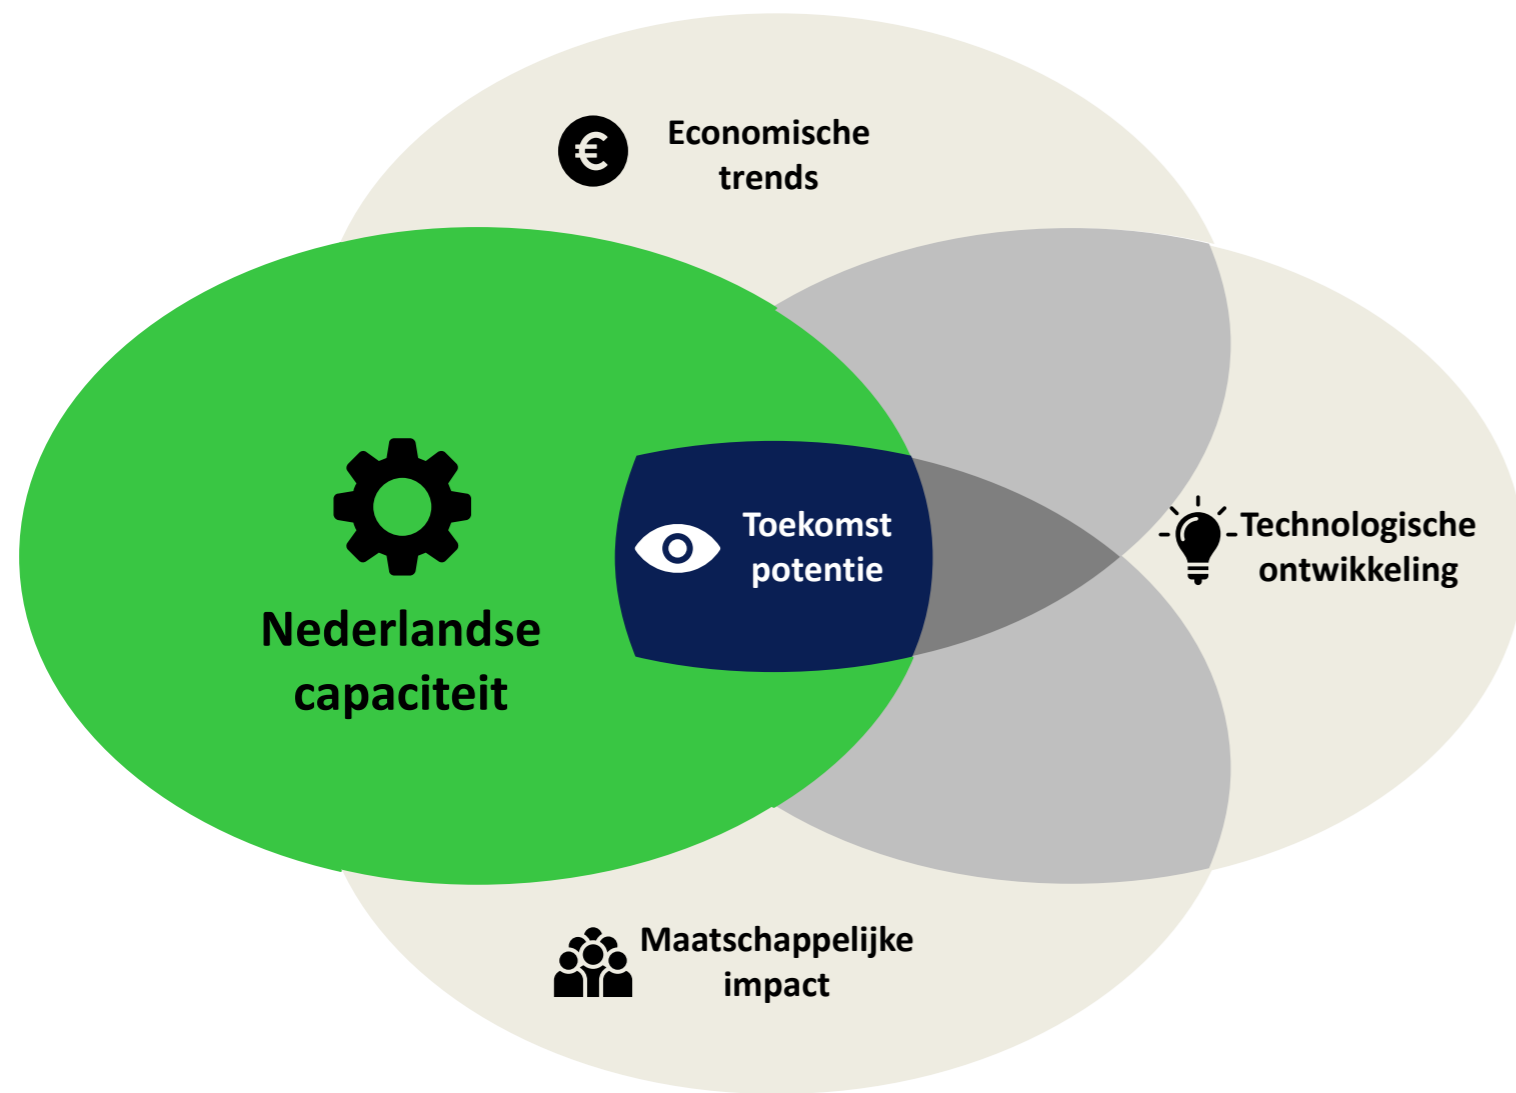 Economische
trends
Nederlandse
capaciteit
Toekomst
potentie
Technologische
ontwikkeling
Maatschappelijke
impact